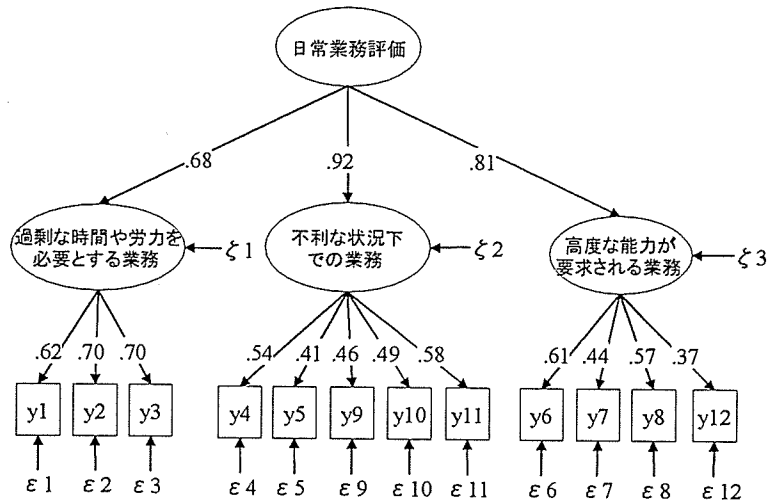 日常業務評価
.68
.92
.81
過剰な時間や労力を
必要とする業務
ζ1
不利な状況下
での業務
ζ2
高度な能力が
要求される業務
ζ3
.62 .70 .70
.54 .41 .46 .49 .58
.61 .44 .57 .37
y1 y2 y3 y4 y5 y9 y10 y11 y6 y7 y8 y12
ε1 ε2 ε3 ε4 ε5 ε9 ε10 ε11 ε6 ε7 ε8 ε12